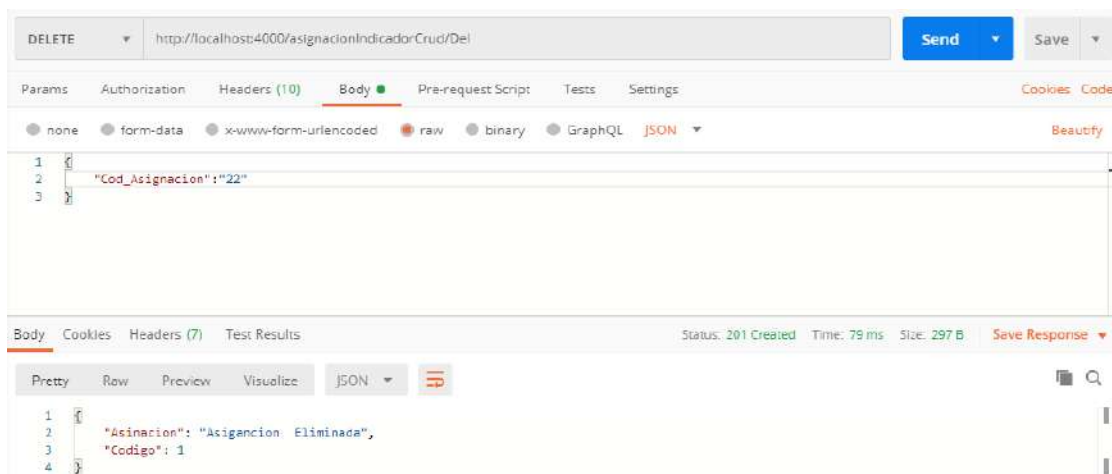 DELETE http://localhost:4000/asignacionIndicadorCrud/Del Send Save
Params Authorization Headers (10) Body Pre-request Script Tests Settings Cookies Code
none form-data x-www-form-urlencoded raw binary GraphQL JSON Beautify
1 {
2 "Cod_Asignacion":"22"
3 }
Body Cookies Headers (7) Test Results Status: 201 Created Time: 79 ms Size: 297 B Save Response
Pretty Raw Preview Visualize JSON
1 {
2 "Asinacion": "Asigancion Eliminada",
3 "Codigo": 1
4 }